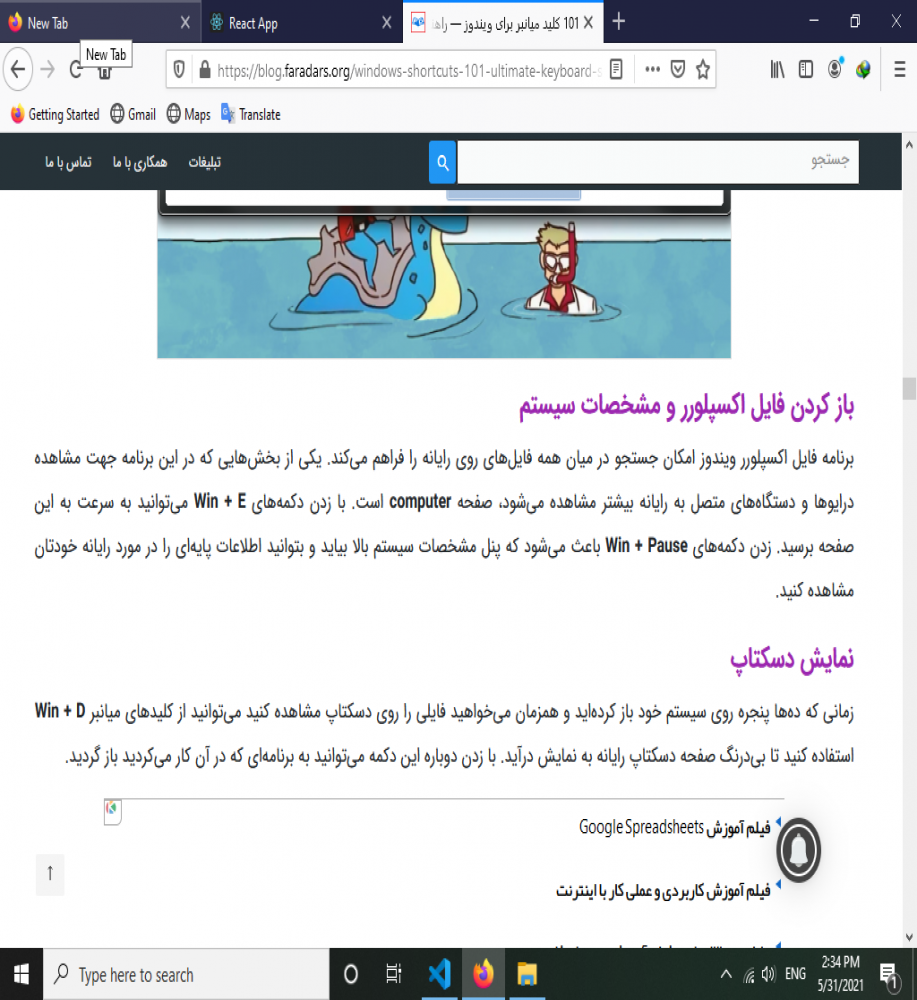 New Tab
React App
101 کلید میانبر برای ویندوز — راه
New Tab
https://blog.faradars.org/windows-shortcuts-101-ultimate-keyboard-s
Getting Started
Gmail
Maps
Translate
جستجو
تبلیغات
همکاری با ما
تماس با ما
باز کردن فایل اکسپلورر و مشخصات سیستم
برنامه فایل اکسپلورر ویندوز امکان جستجو در میان همه فایل‌های روی رایانه را فراهم می‌کند. یکی از بخش‌هایی که در این برنامه جهت مشاهده
درایوها و دستگاه‌های متصل به رایانه بیشتر مشاهده می‌شود، صفحه computer است. با زدن دکمه‌های Win + E می‌توانید به سرعت به این
صفحه برسید. زدن دکمه‌های Win + Pause باعث می‌شود که پنل مشخصات سیستم بالا بیاید و بتوانید اطلاعات پایه‌ای را در مورد رایانه خودتان
مشاهده کنید.
نمایش دسکتاپ
زمانی که ده‌ها پنجره روی سیستم خود باز کرده‌اید و همزمان می‌خواهید فایلی را روی دسکتاپ مشاهده کنید می‌توانید از کلیدهای میانبر Win + D
استفاده کنید تا بی‌درنگ صفحه دسکتاپ رایانه به نمایش درآید. با زدن دوباره این دکمه می‌توانید به برنامه‌ای که در آن کار می‌کردید باز گردید.
فیلم آموزش Google Spreadsheets
فیلم آموزش کاربردی و عملی کار با اینترنت
Type here to search
ENG
2:34 PM
5/31/2021
1